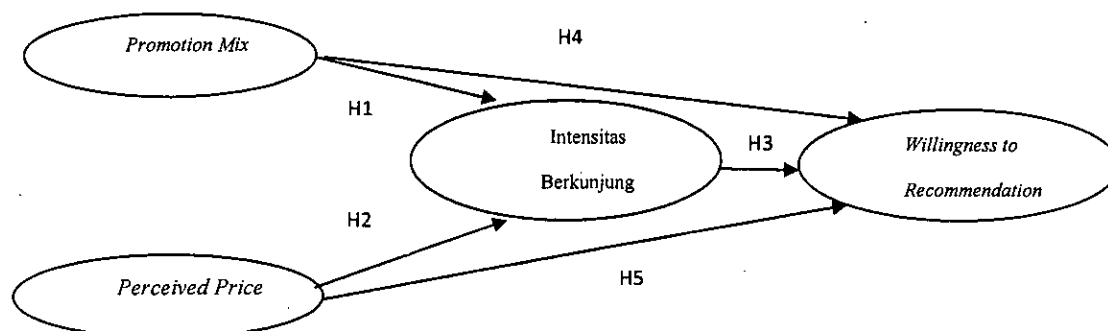 Promotion Mix
H4
H1
Intensitas
Berkunjung
H3
Willingness to
Recommendation
H2
Perceived Price
H5